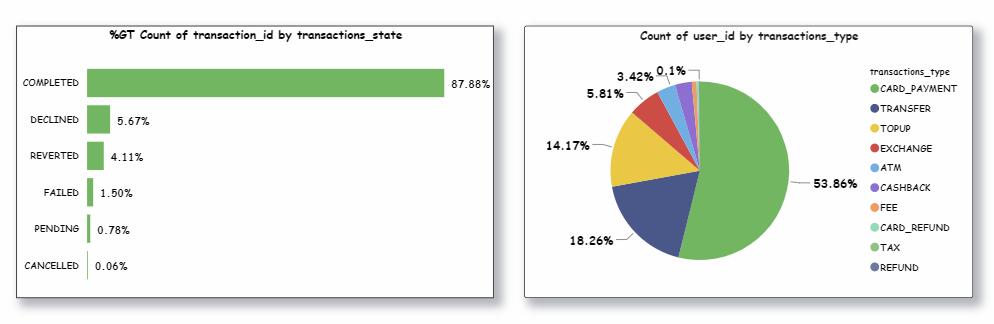 %GT Count of transaction_id by transactions_state
COMPLETED 87.88%
DECLINED 5.67%
REVERTED 4.11%
FAILED 1.50%
PENDING 0.78%
CANCELLED 0.06%
Count of user_id by transactions_type
0.1%
3.42%
5.81%
14.17%
53.86%
18.26%
transactions_type
CARD_PAYMENT
TRANSFER
TOPUP
EXCHANGE
ATM
CASHBACK
FEE
CARD_REFUND
TAX
REFUND